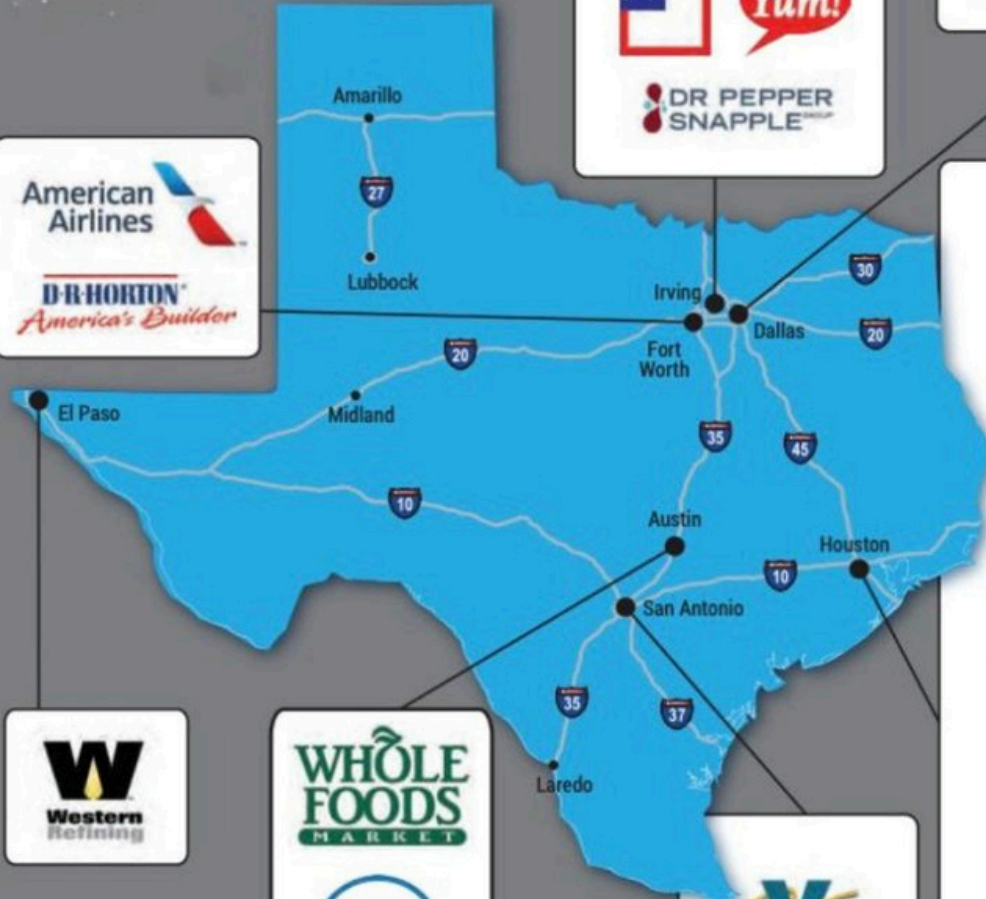 Yum!
DR PEPPER
SNAPPLE
GROUP
Amarillo
27
American
Airlines
D·R·HORTON
America's Builder
Lubbock
Irving
30
Dallas
20
Fort
Worth
20
El Paso
Midland
35
45
10
Austin
Houston
10
San Antonio
35
37
Laredo
W
Western
Refining
WHOLE
FOODS
MARKET